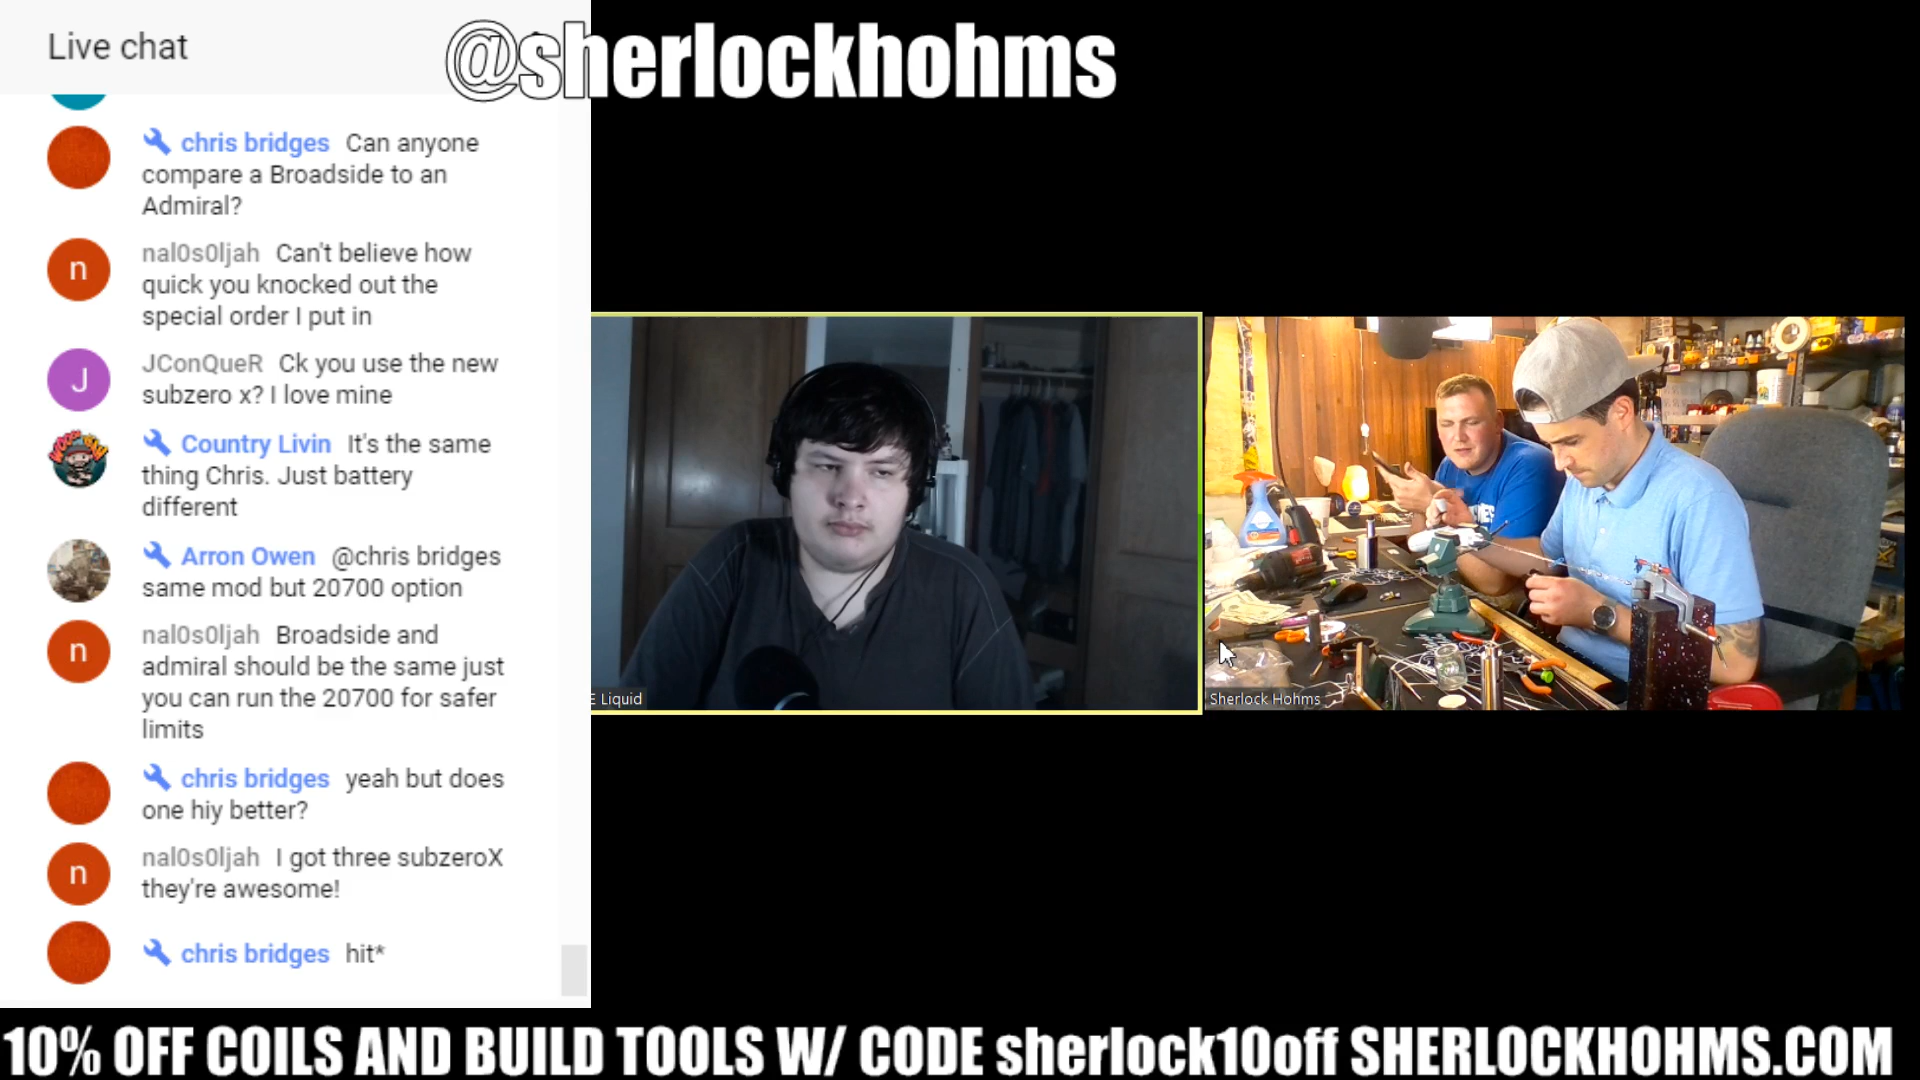 Live chat
@sherlockhohms
chris bridges Can anyone
compare a Broadside to an
Admiral?
n
nal0s0ljah Can't believe how
quick you knocked out the
special order I put in
J
JConQueR Ck you use the new
subzero x? I love mine
Country Livin It's the same
thing Chris. Just battery
different
Arron Owen @chris bridges
same mod but 20700 option
n
nal0s0ljah Broadside and
admiral should be the same just
you can run the 20700 for safer
limits
chris bridges yeah but does
one hiy better?
n
nal0s0ljah I got three subzeroX
they're awesome!
chris bridges hit*
E Liquid
Sherlock Hohms
10% OFF COILS AND BUILD TOOLS W/ CODE sherlock10off SHERLOCKHOHMS.COM